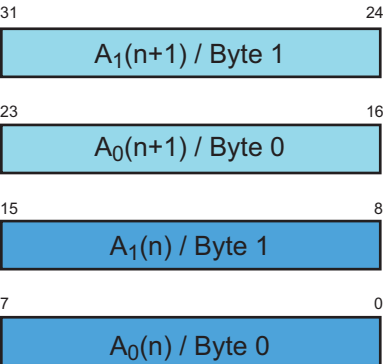 31 24
A₁(n+1) / Byte 1
23 16
A₀(n+1) / Byte 0
15 8
A₁(n) / Byte 1
7 0
A₀(n) / Byte 0